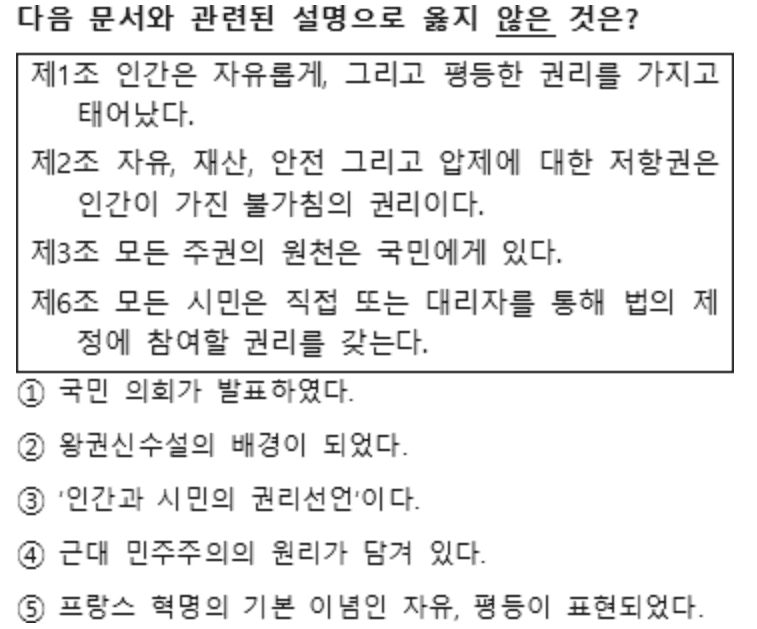 다음 문서와 관련된 설명으로 옳지 않은 것은?
제1조 인간은 자유롭게, 그리고 평등한 권리를 가지고
태어났다.
제2조 자유, 재산, 안전 그리고 압제에 대한 저항권은
인간이 가진 불가침의 권리이다.
제3조 모든 주권의 원천은 국민에게 있다.
제6조 모든 시민은 직접 또는 대리자를 통해 법의 제
정에 참여할 권리를 갖는다.
① 국민 의회가 발표하였다.
② 왕권신수설의 배경이 되었다.
③ '인간과 시민의 권리선언'이다.
④ 근대 민주주의의 원리가 담겨 있다.
⑤ 프랑스 혁명의 기본 이념인 자유, 평등이 표현되었다.